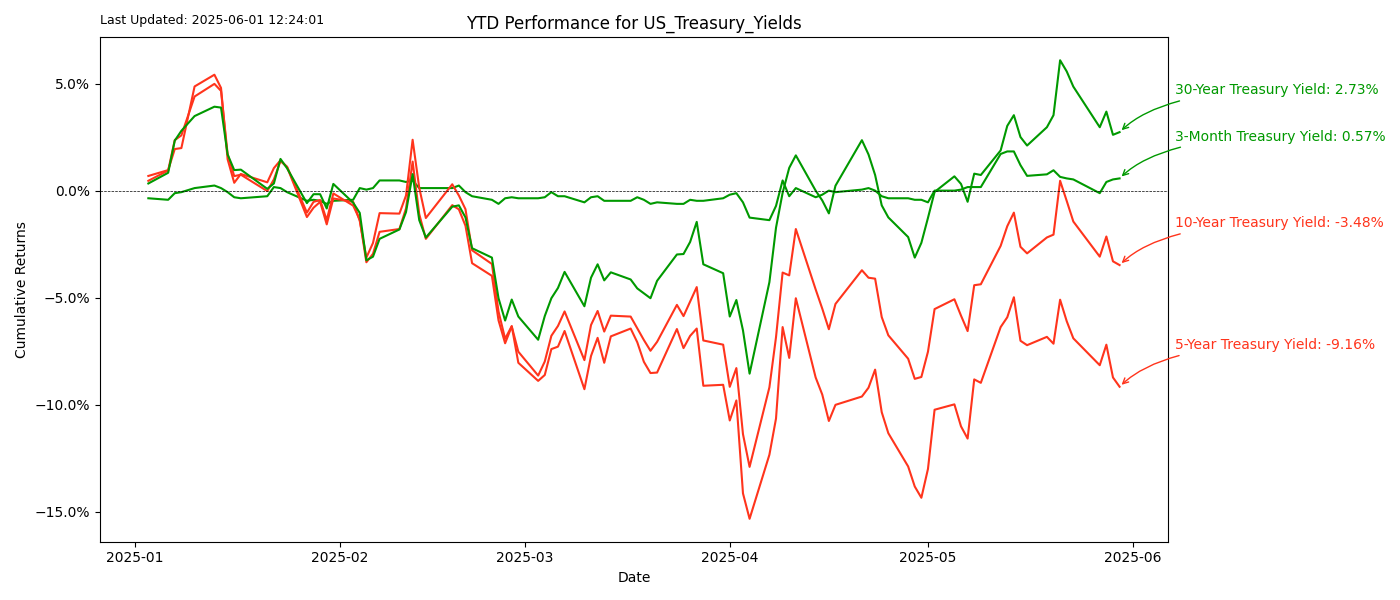 Last Updated: 2025-06-01 12:24:01
YTD Performance for US_Treasury_Yields
Cumulative Returns
5.0%
0.0%
−5.0%
−10.0%
−15.0%
30-Year Treasury Yield: 2.73%
3-Month Treasury Yield: 0.57%
10-Year Treasury Yield: -3.48%
5-Year Treasury Yield: -9.16%
2025-01
2025-02
2025-03
2025-04
2025-05
2025-06
Date